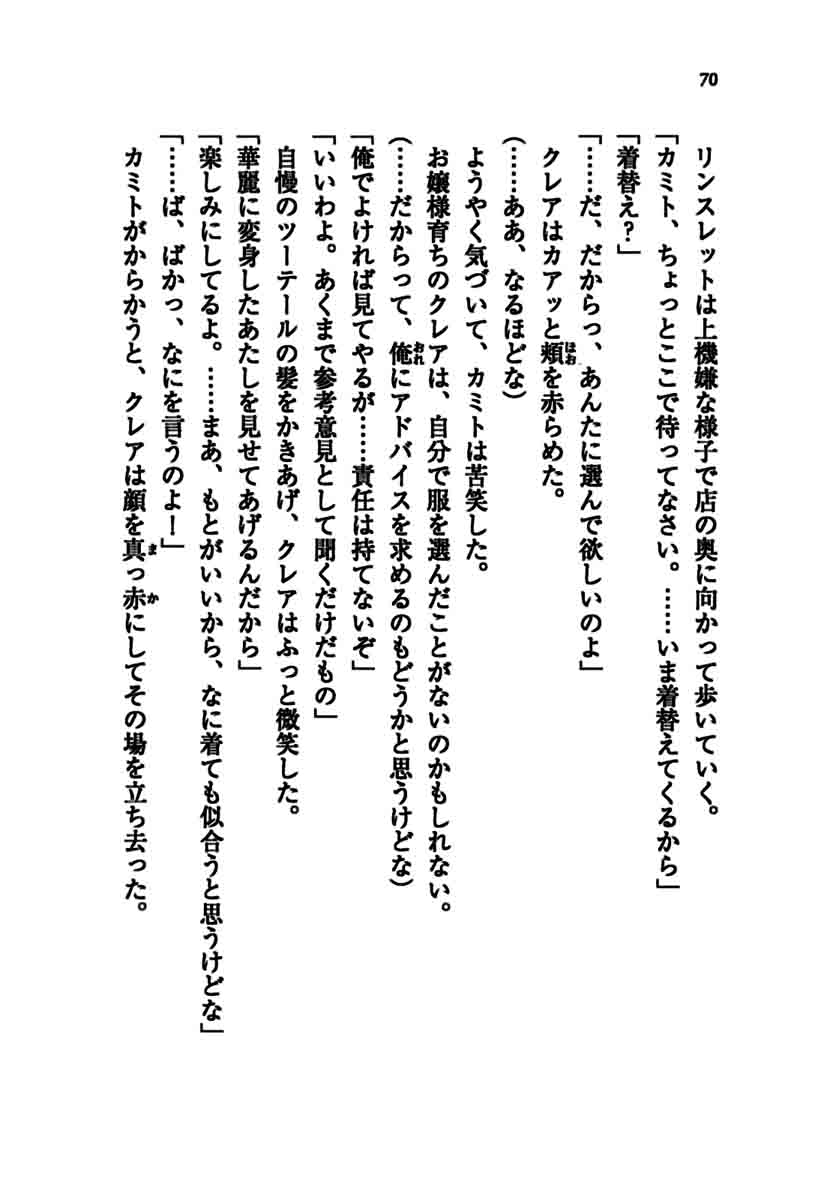 70
リンスレットは上機嫌な様子で店の奥に向かって歩いていく。
「カミト、ちょっとここで待ってなさい。……いま着替えてくるから」
「着替え？」
「……だ、だからっ、あんたに選んで欲しいのよ」
クレアはカアッと頬を赤らめた。
（……ああ、なるほどな）
ようやく気づいて、カミトは苦笑した。
お嬢様育ちのクレアは、自分で服を選んだことがないのかもしれない。
（……だからって、俺にアドバイスを求めるのもどうかと思うけどな）
「俺でよければ見てやるが……責任は持てないぞ」
「いいわよ。あくまで参考意見として聞くだけだもの」
自慢のツーテールの髪をかきあげ、クレアはふっと微笑した。
「華麗に変身したあたしを見せてあげるんだから」
「楽しみにしてるよ。……まあ、もとがいいから、なに着ても似合うと思うけどな」
「……ば、ばかっ、なにを言うのよ！」
カミトがからかうと、クレアは顔を真っ赤にしてその場を立ち去った。